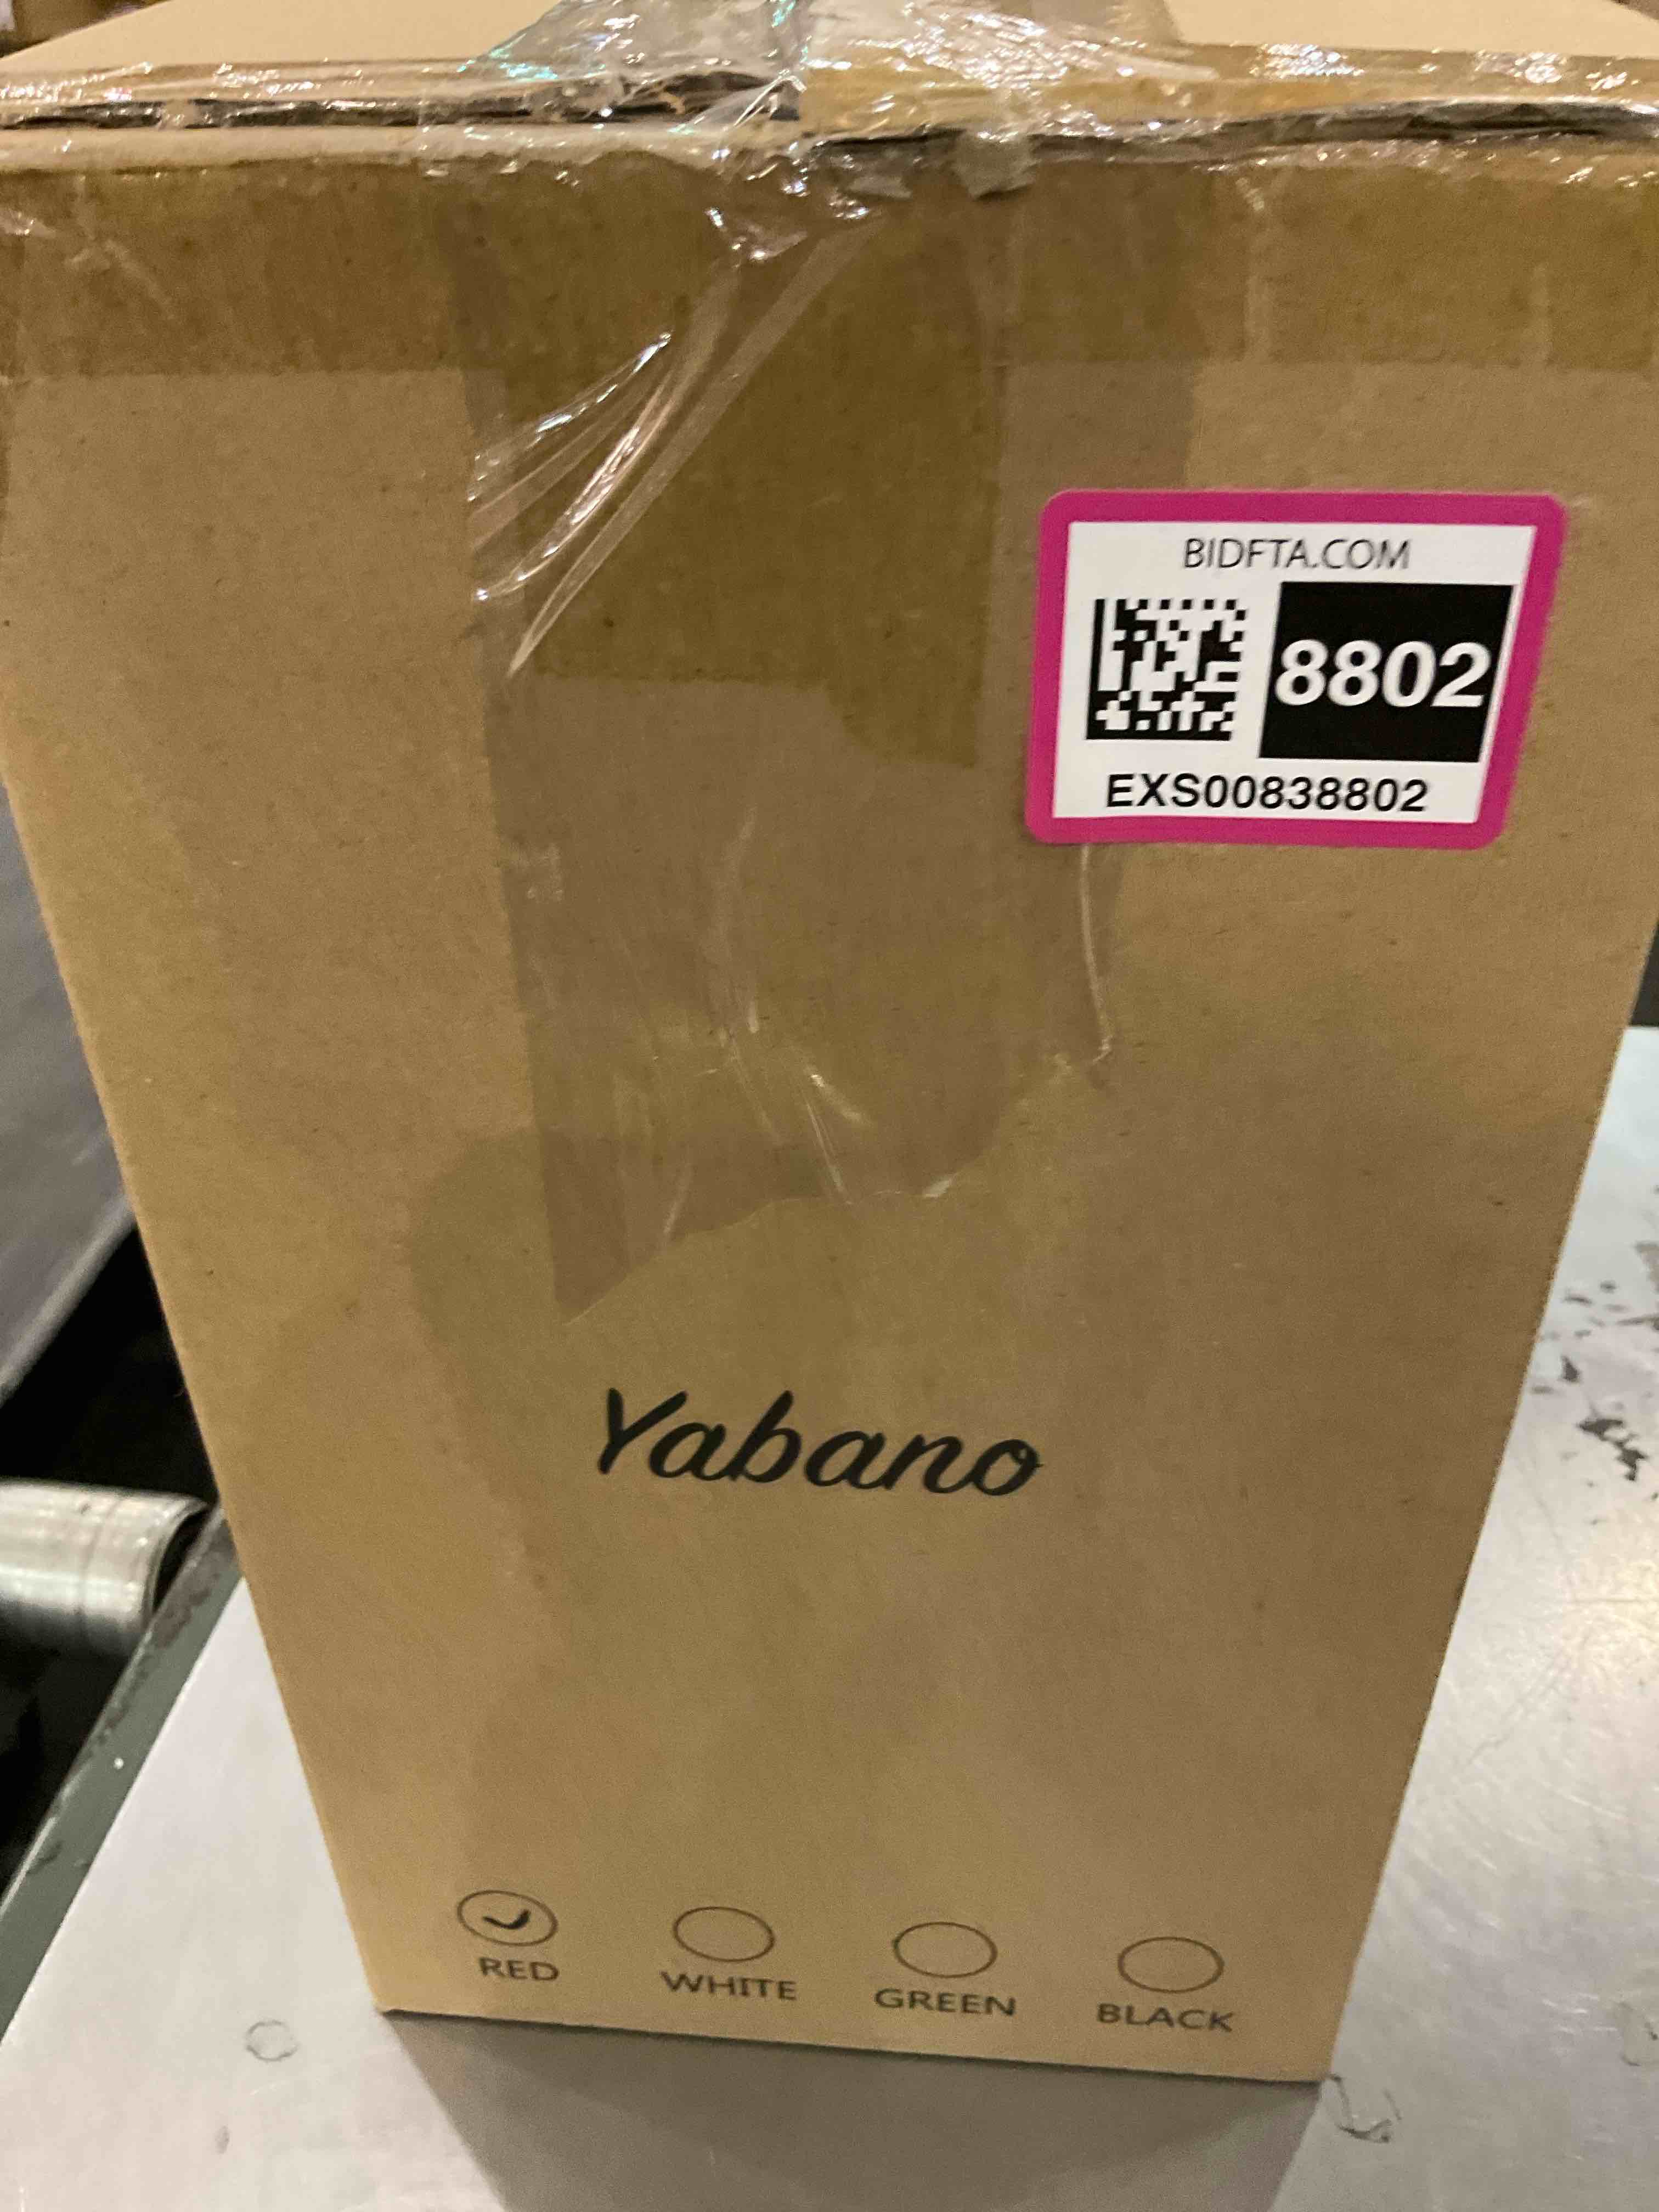 BIDFTA.COM
8802
EXS00838802
Yabano
RED WHITE GREEN BLACK